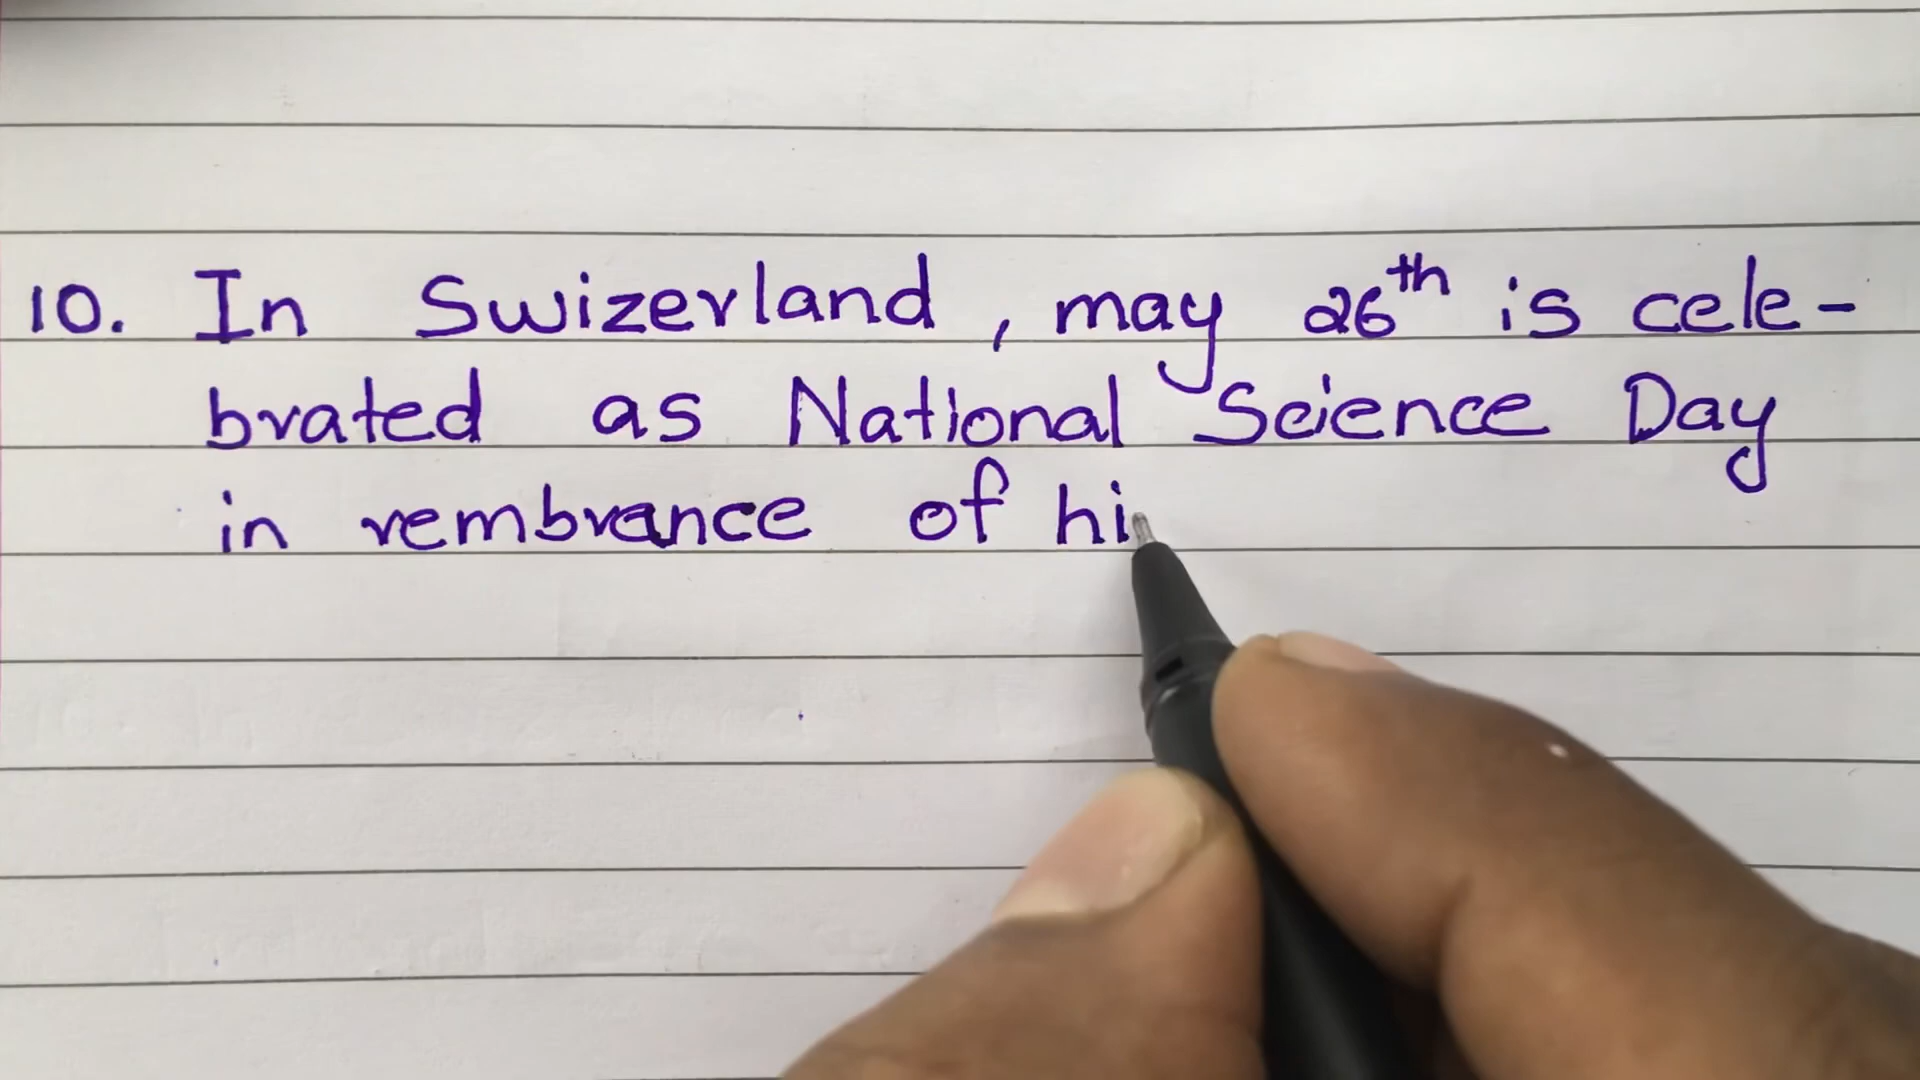 10. In Swizerland, may 26th is cele-
brated as National Science Day
in rembrance of hi